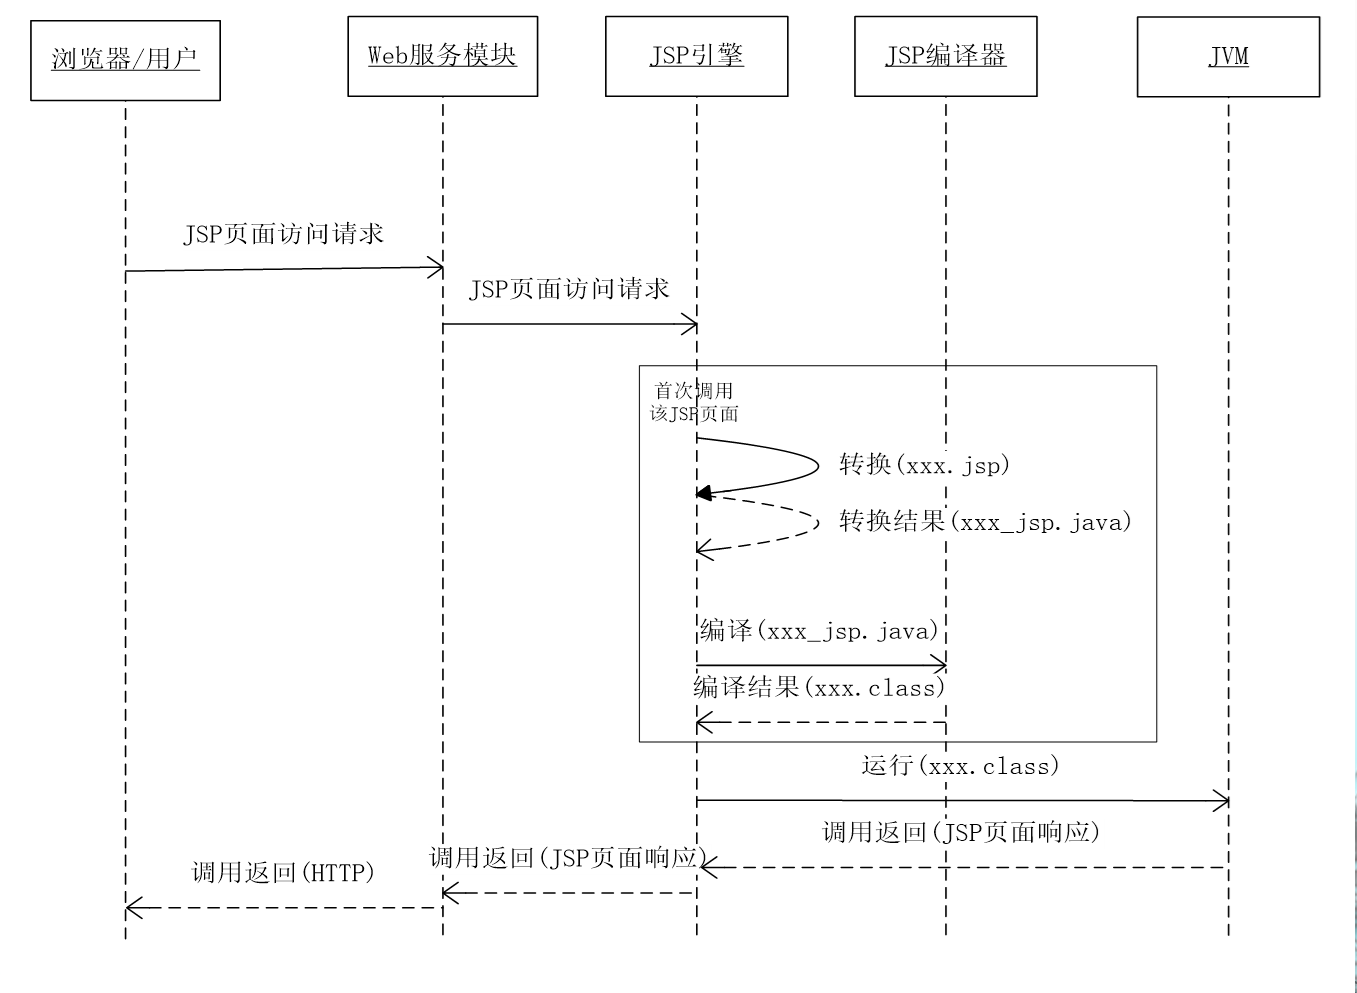 浏览器/用户
Web服务模块
JSP引擎
JSP编译器
JVM
JSP页面访问请求
JSP页面访问请求
首次调用
该JSP页面
转换(xxx.jsp)
转换结果(xxx_jsp.java)
编译(xxx_jsp.java)
编译结果(xxx.class)
运行(xxx.class)
调用返回(JSP页面响应)
调用返回(JSP页面响应)
调用返回(HTTP)